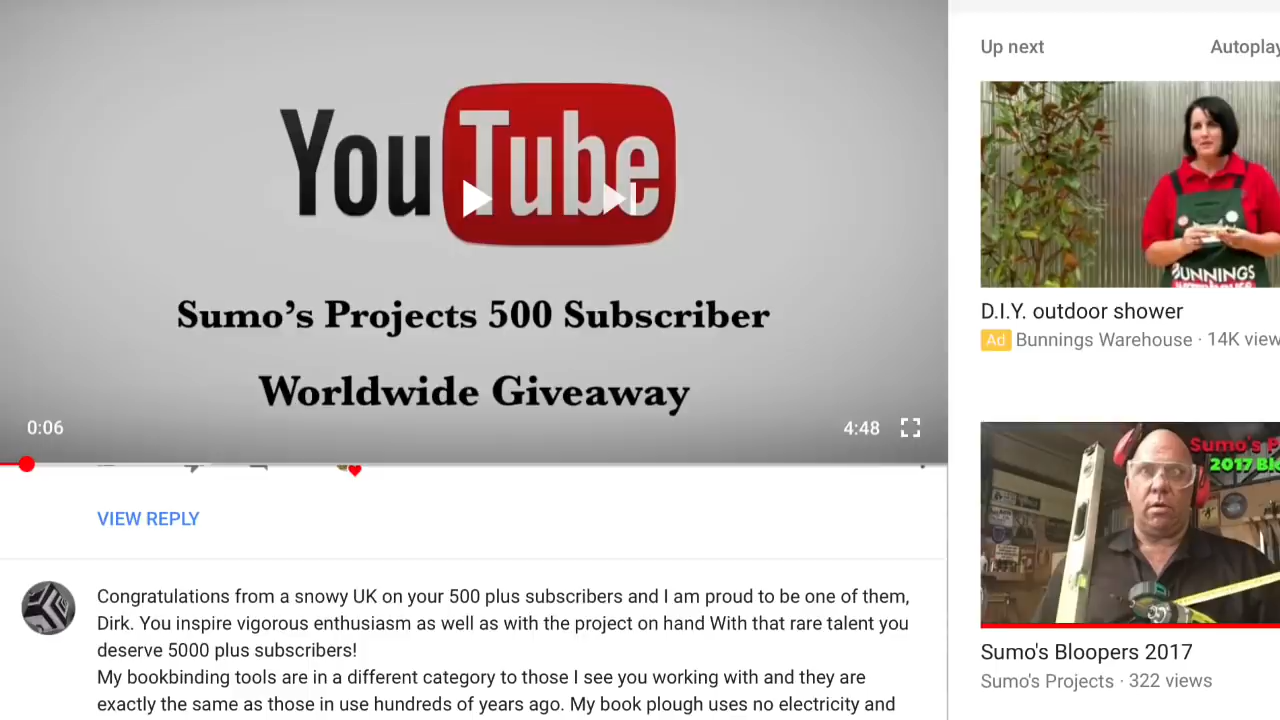 YouTube
Sumo's Projects 500 Subscriber
Worldwide Giveaway
0:06
4:48
VIEW REPLY
Congratulations from a snowy UK on your 500 plus subscribers and I am proud to be one of them,
Dirk. You inspire vigorous enthusiasm as well as with the project on hand With that rare talent you
deserve 5000 plus subscribers!
My bookbinding tools are in a different category to those I see you working with and they are
exactly the same as those in use hundreds of years ago. My book plough uses no electricity and
Up next
Autoplay
BUNNINGS
D.I.Y. outdoor shower
Ad Bunnings Warehouse · 14K view
Sumo's P
2017 Blo
Sumo's Bloopers 2017
Sumo's Projects · 322 views